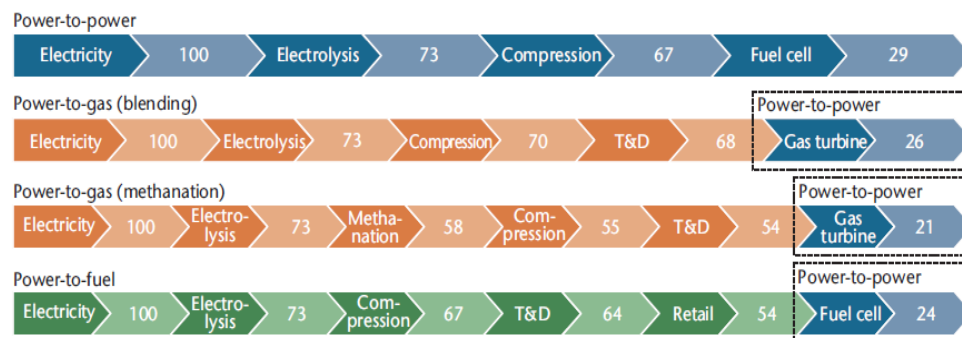 Power-to-power
Electricity 100 Electrolysis 73 Compression 67 Fuel cell 29
Power-to-gas (blending) Power-to-power
Electricity 100 Electrolysis 73 Compression 70 T&D 68 Gas turbine 26
Power-to-gas (methanation) Power-to-power
Electricity 100 Electro-
lysis 73 Metha-
nation 58 Com-
pression 55 T&D 54 Gas
turbine 21
Power-to-fuel Power-to-power
Electricity 100 Electro-
lysis 73 Com-
pression 67 T&D 64 Retail 54 Fuel cell 24